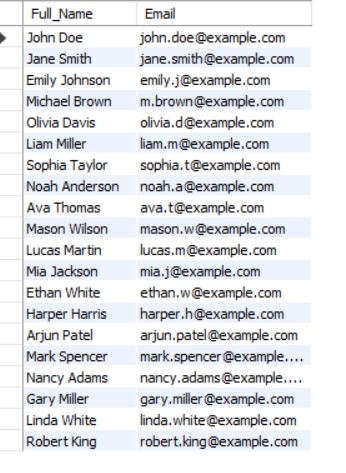 Full_Name Email
John Doe john.doe@example.com
Jane Smith jane.smith@example.com
Emily Johnson emily.j@example.com
Michael Brown m.brown@example.com
Olivia Davis olivia.d@example.com
Liam Miller liam.m@example.com
Sophia Taylor sophia.t@example.com
Noah Anderson noah.a@example.com
Ava Thomas ava.t@example.com
Mason Wilson mason.w@example.com
Lucas Martin lucas.m@example.com
Mia Jackson mia.j@example.com
Ethan White ethan.w@example.com
Harper Harris harper.h@example.com
Arjun Patel arjun.patel@example.com
Mark Spencer mark.spencer@example....
Nancy Adams nancy.adams@example....
Gary Miller gary.miller@example.com
Linda White linda.white@example.com
Robert King robert.king@example.com